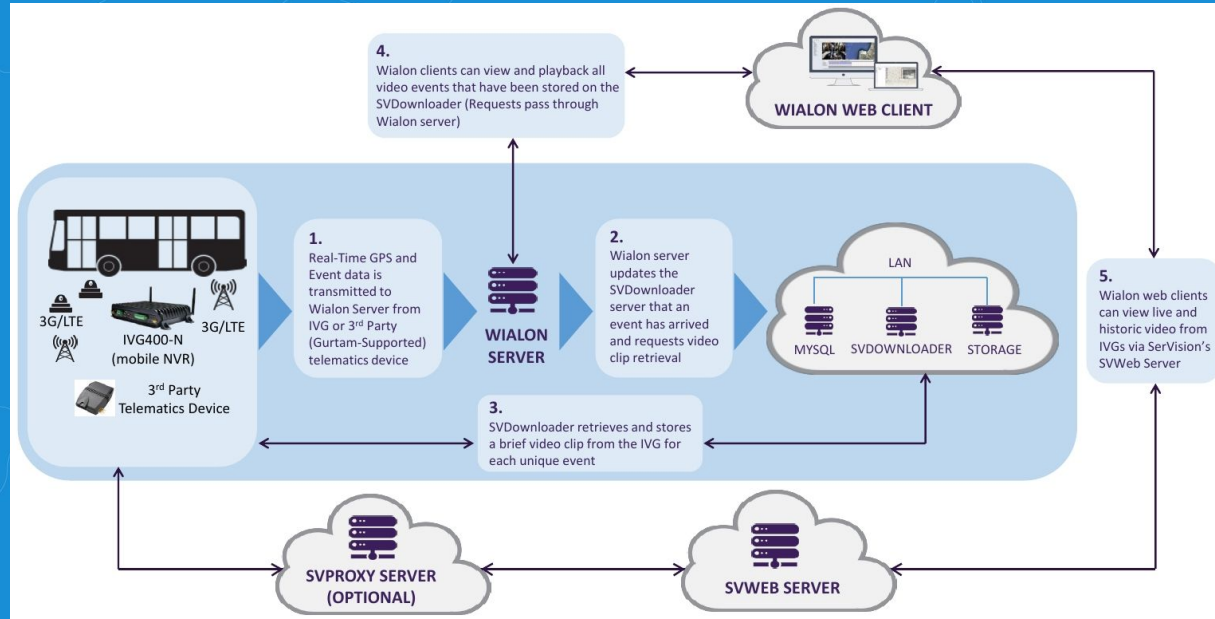 4.
Wialon clients can view and playback all
video events that have been stored on the
SVDownloader (Requests pass through
Wialon server)
WIALON WEB CLIENT
3G/LTE
IVG400-N
(mobile NVR)
3G/LTE
3rd Party
Telematics Device
1.
Real-Time GPS and
Event data is
transmitted to
Wialon Server from
IVG or 3rd Party
(Gurtam-Supported)
telematics device
WIALON
SERVER
2.
Wialon server
updates the
SVDownloader
server that an
event has arrived
and requests video
clip retrieval
LAN
MYSQL
SVDOWNLOADER
STORAGE
5.
Wialon web clients
can view live and
historic video from
IVGs via SerVision's
SVWeb Server
3.
SVDownloader retrieves and stores
a brief video clip from the IVG for
each unique event
SVPROXY SERVER
(OPTIONAL)
SVWEB SERVER